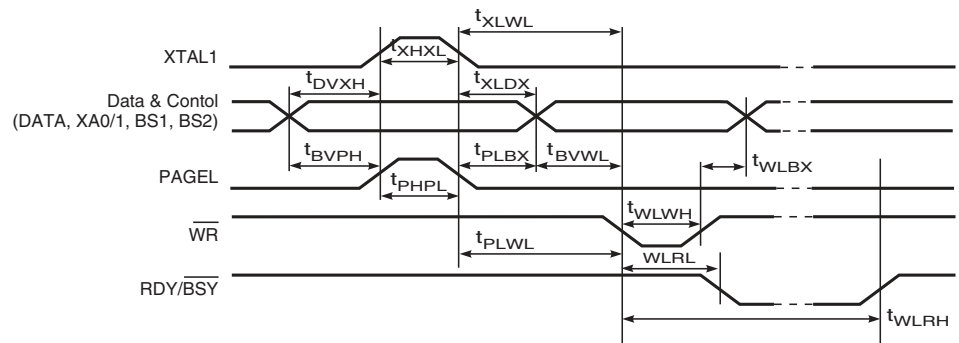 tXLWL
XTAL1
tXHXL
tDVXH
tXLDX
Data & Contol
(DATA, XA0/1, BS1, BS2)
tBVPH
tPLBX
tBVWL
tWLBX
PAGEL
tPHPL
tWLWH
WR
tPLWL
WLRL
RDY/BSY
tWLRH